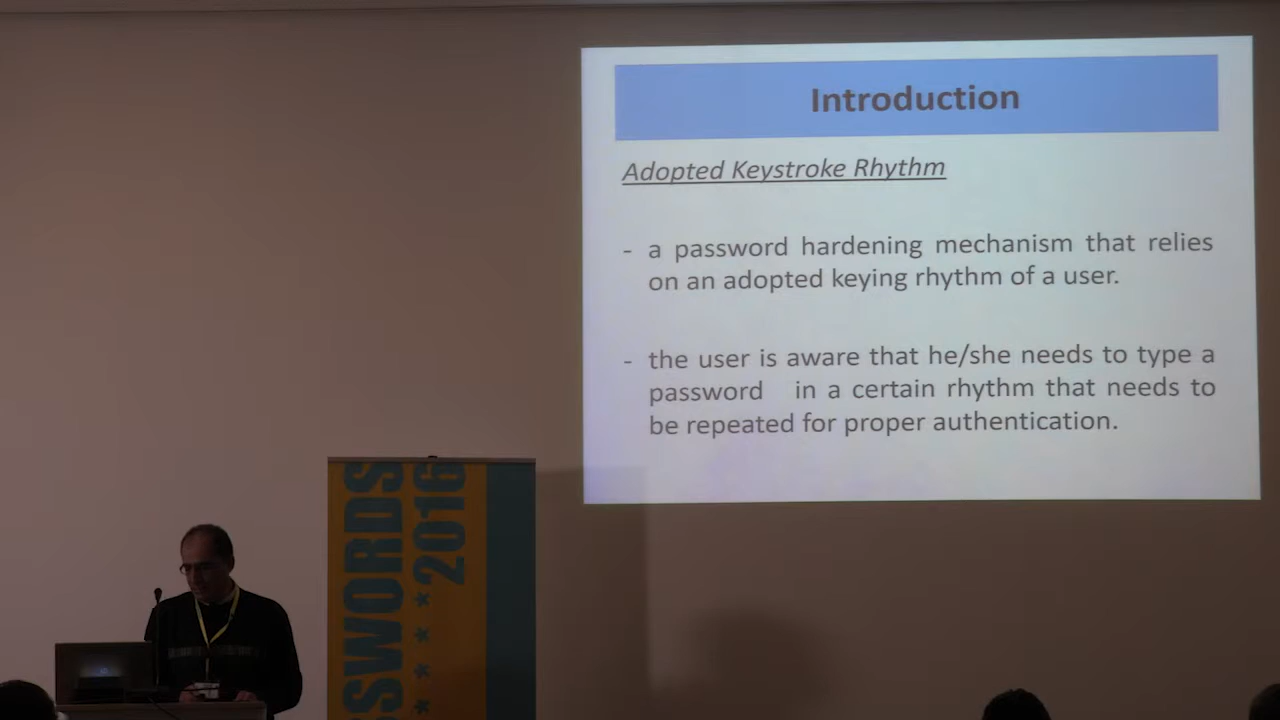 Introduction
Adopted Keystroke Rhythm
- a password hardening mechanism that relies
on an adopted keying rhythm of a user.
- the user is aware that he/she needs to type a
password in a certain rhythm that needs to
be repeated for proper authentication.
SSWORDS
2016 * * * * *